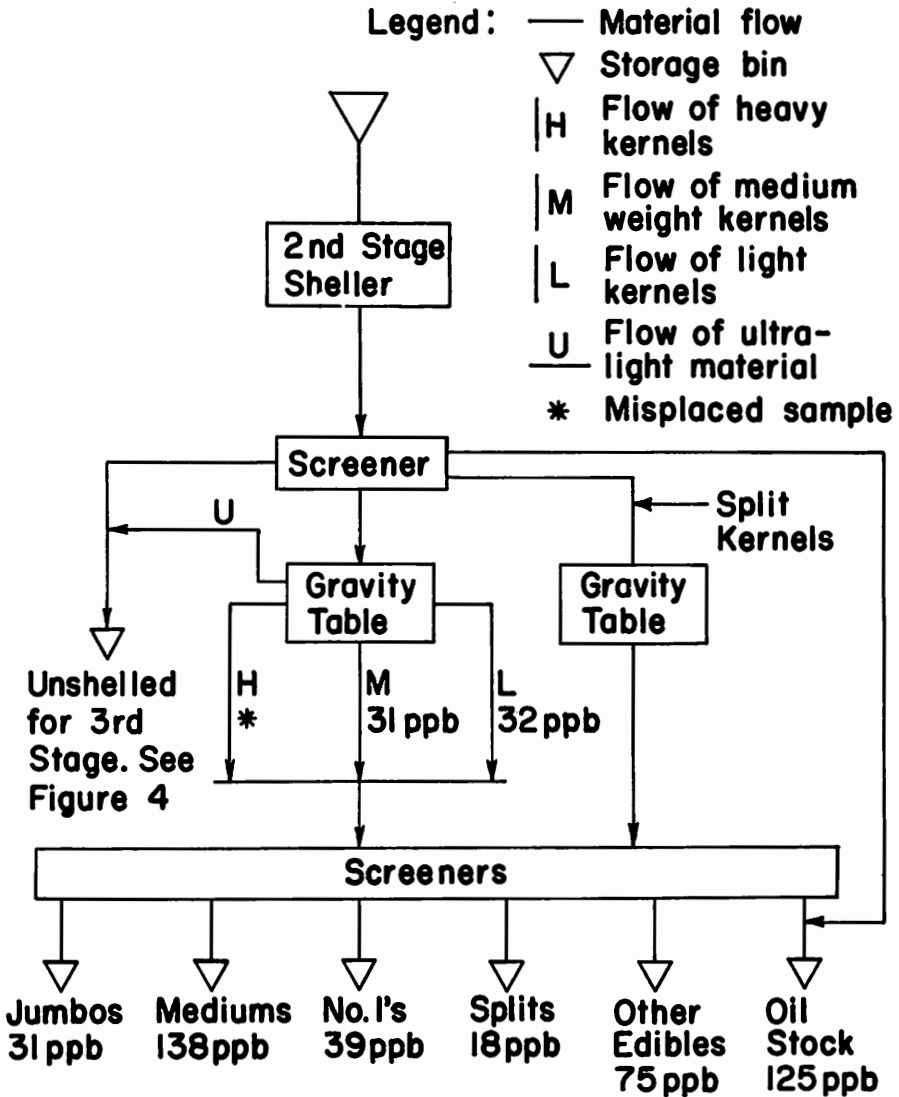 Legend: — Material flow
Storage bin
H Flow of heavy
kernels
M Flow of medium
weight kernels
L Flow of light
kernels
U Flow of ultra-
light material
* Misplaced sample
2nd Stage
Sheller
Screener
U
Split
Kernels
Gravity
Table
Gravity
Table
H
*
M
31 ppb
L
32 ppb
Unshelled
for 3rd
Stage. See
Figure 4
Screeners
Jumbos
31 ppb
Mediums
138 ppb
No. 1's
39 ppb
Splits
18 ppb
Other
Edibles
75 ppb
Oil
Stock
125 ppb